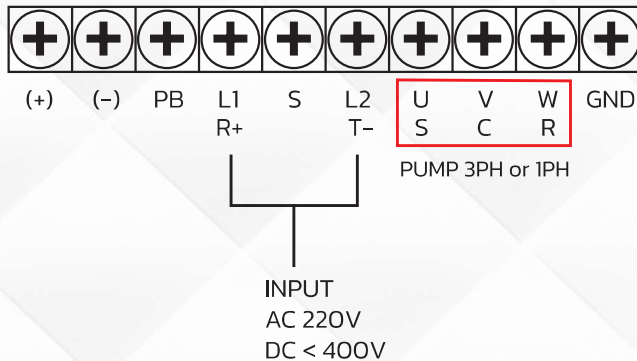 (+) (-) PB L1 S L2 U V W GND
R+ T- S C R
PUMP 3PH or 1PH
INPUT
AC 220V
DC < 400V